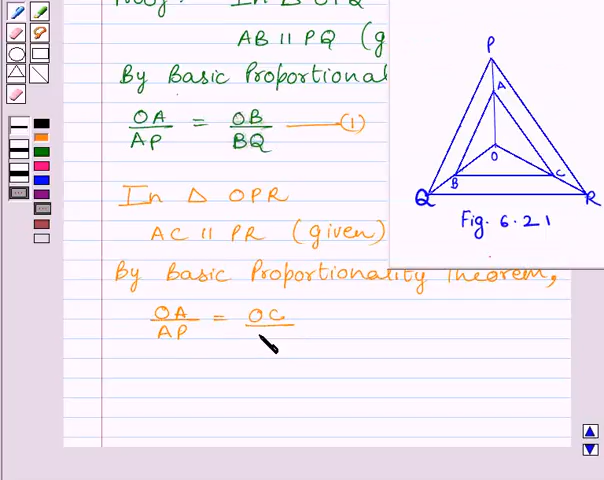 Proof: In △ OPQ
AB ∥ PQ (g
By Basic Proportional
OA/AP = OB/BQ —— (1)
In △ OPR
AC ∥ PR (given)
By Basic Proportionality Theorem,
OA/AP = OC
P
A
O
B
C
Q
R
Fig. 6.21